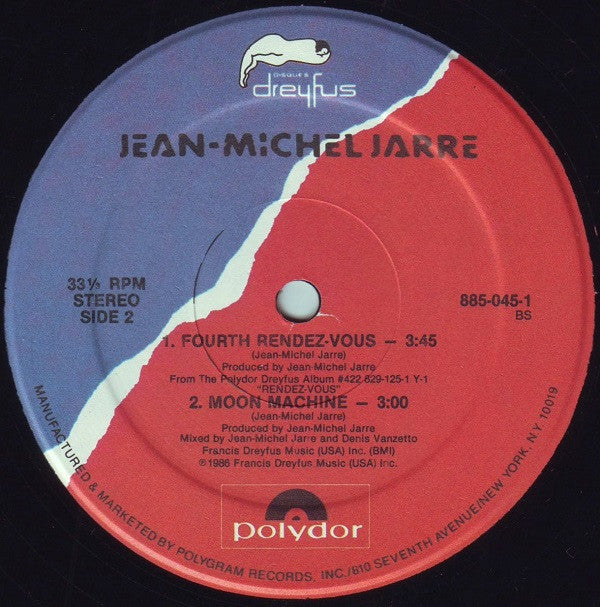 DISQUES
dreyfus
JEAN-MICHEL JARRE
33⅓ RPM
STEREO
SIDE 2
885-045-1
BS
1. FOURTH RENDEZ-VOUS — 3:45
(Jean-Michel Jarre)
Produced by Jean-Michel Jarre
From The Polydor Dreyfus Album #422 829-125-1 Y-1
"RENDEZ-VOUS"
2. MOON MACHINE — 3:00
(Jean-Michel Jarre)
Produced by Jean-Michel Jarre
Mixed by Jean-Michel Jarre and Denis Vanzetto
Francis Dreyfus Music (USA) Inc. (BMI)
℗1986 Francis Dreyfus Music (USA) Inc.
polydor
MANUFACTURED & MARKETED BY POLYGRAM RECORDS, INC./810 SEVENTH AVENUE/NEW YORK, NY 10019